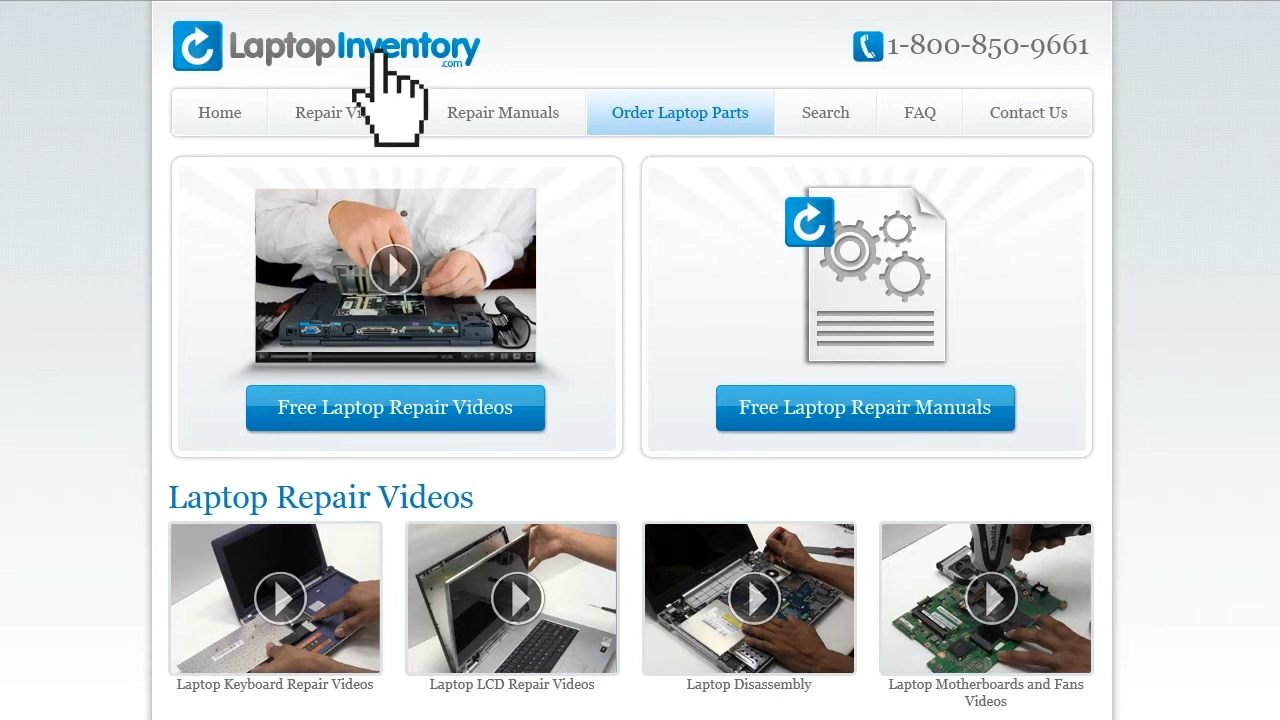 LaptopInventory
.com
1-800-850-9661
Home
Repair Vi
Repair Manuals
Order Laptop Parts
Search
FAQ
Contact Us
Free Laptop Repair Videos
Free Laptop Repair Manuals
Laptop Repair Videos
Laptop Keyboard Repair Videos
Laptop LCD Repair Videos
Laptop Disassembly
Laptop Motherboards and Fans
Videos